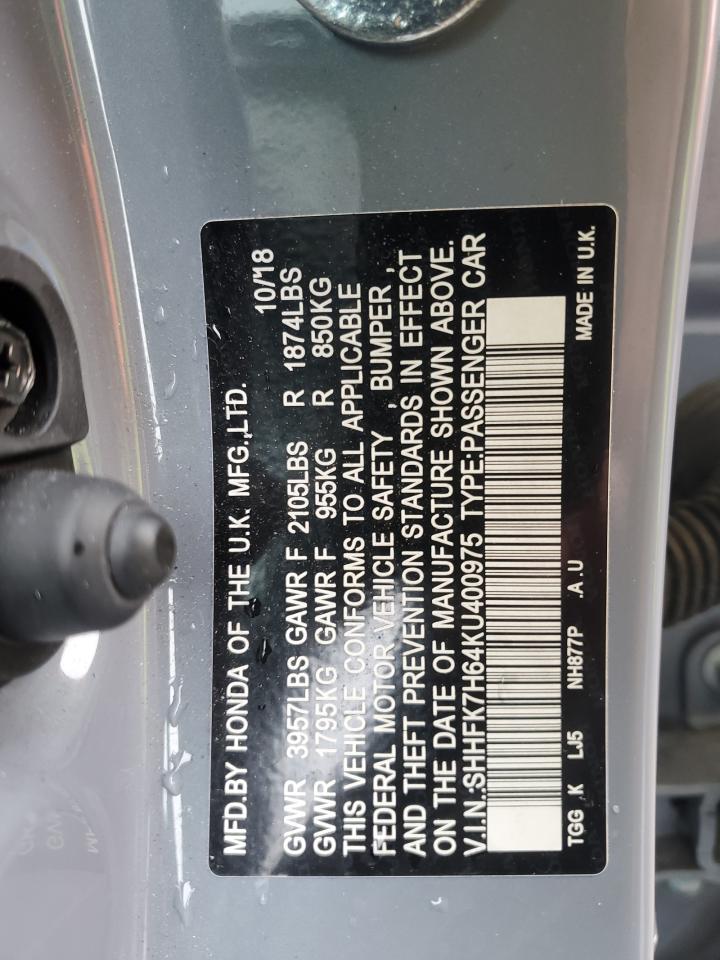 MFD.BY HONDA OF THE U.K. MFG.,LTD. 10/18
GVWR 3957LBS GAWR F 2105LBS R 1874LBS
GVWR 1795KG GAWR F 955KG R 850KG
THIS VEHICLE CONFORMS TO ALL APPLICABLE
FEDERAL MOTOR VEHICLE SAFETY , BUMPER ,
AND THEFT PREVENTION STANDARDS IN EFFECT
ON THE DATE OF MANUFACTURE SHOWN ABOVE.
V.I.N.:SHHFK7H64KU400975 TYPE:PASSENGER CAR
TGG .K LJ5 NH877P .A.U MADE IN U.K.